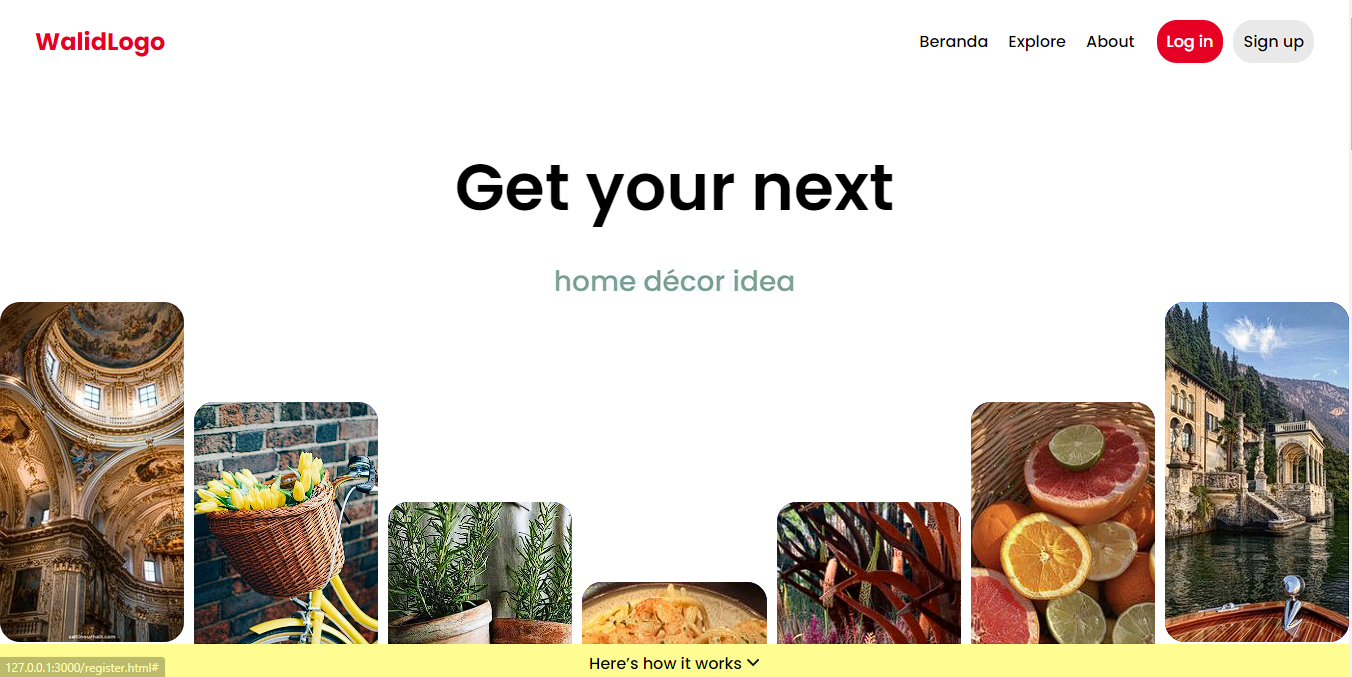 WalidLogo
Beranda Explore About Log in Sign up
Get your next
home décor idea
Here's how it works
127.0.0.1:3000/register.html#